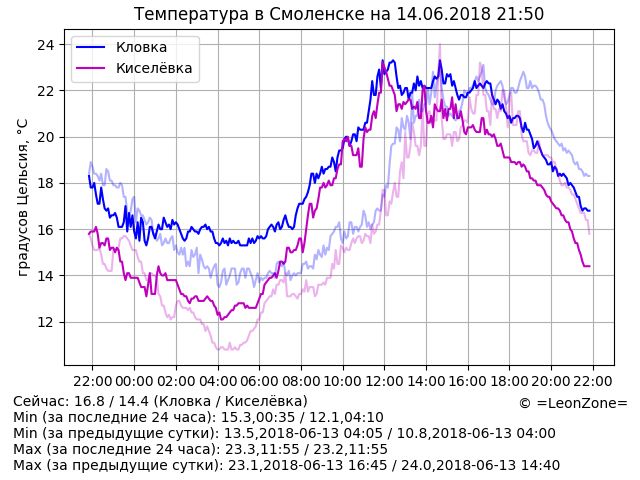 Температура в Смоленске на 14.06.2018 21:50
Кловка
Киселёвка
градусов Цельсия, °C
24
22
20
18
16
14
12
22:00 00:00 02:00 04:00 06:00 08:00 10:00 12:00 14:00 16:00 18:00 20:00 22:00
Сейчас: 16.8 / 14.4 (Кловка / Киселёвка)
© =LeonZone=
Min (за последние 24 часа): 15.3,00:35 / 12.1,04:10
Min (за предыдущие сутки): 13.5,2018-06-13 04:05 / 10.8,2018-06-13 04:00
Max (за последние 24 часа): 23.3,11:55 / 23.2,11:55
Max (за предыдущие сутки): 23.1,2018-06-13 16:45 / 24.0,2018-06-13 14:40